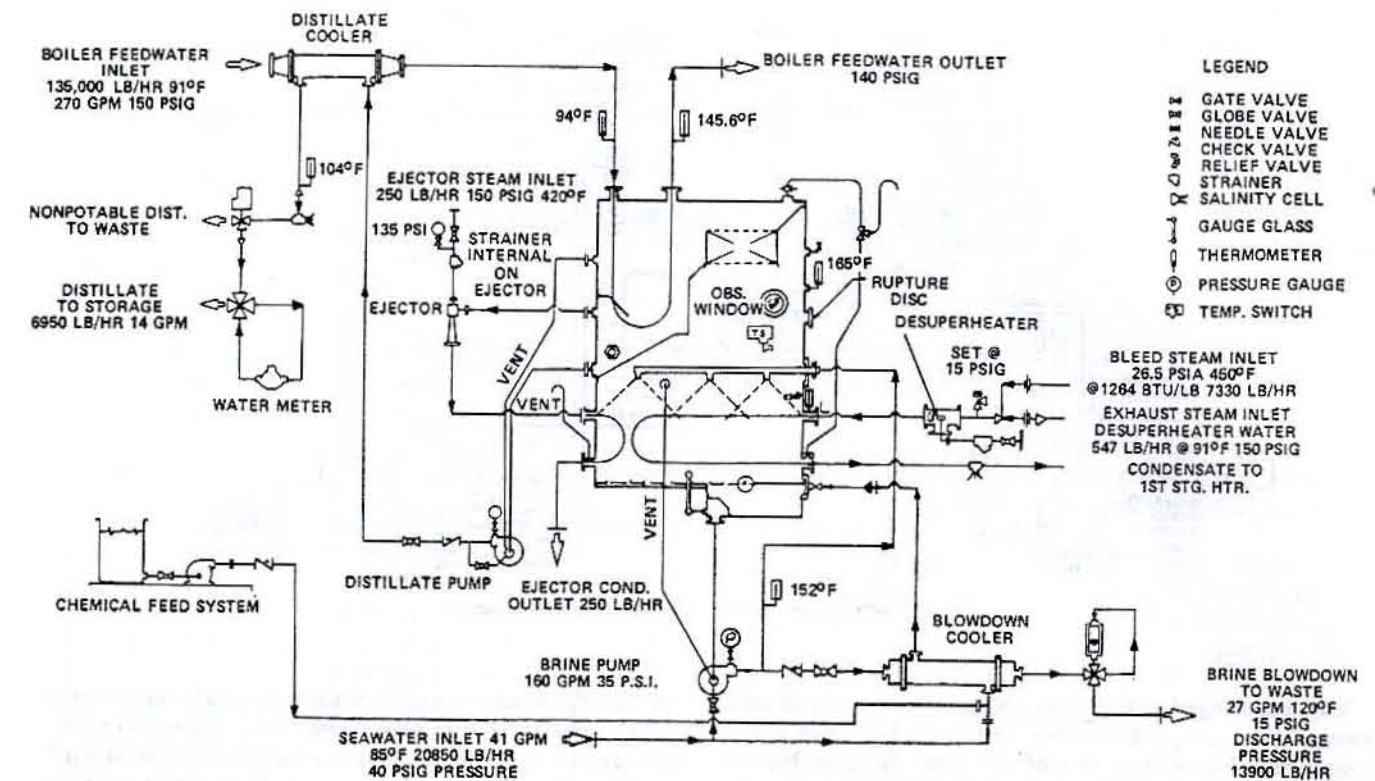 DISTILLATE
COOLER
BOILER FEEDWATER
INLET
135,000 LB/HR 91°F
270 GPM 150 PSIG
BOILER FEEDWATER OUTLET
140 PSIG
94°F
145.6°F
104°F
EJECTOR STEAM INLET
250 LB/HR 150 PSIG 420°F
135 PSI
STRAINER
INTERNAL
ON
EJECTOR
EJECTOR
NONPOTABLE DIST.
TO WASTE
DISTILLATE
TO STORAGE
6950 LB/HR 14 GPM
WATER METER
VENT
VENT
VENT
OBS.
WINDOW
TS
165°F
RUPTURE
DISC
DESUPERHEATER
SET @
15 PSIG
LEGEND
GATE VALVE
GLOBE VALVE
NEEDLE VALVE
CHECK VALVE
RELIEF VALVE
STRAINER
SALINITY CELL
GAUGE GLASS
THERMOMETER
P PRESSURE GAUGE
TEMP. SWITCH
BLEED STEAM INLET
26.5 PSIA 450°F
@1264 BTU/LB 7330 LB/HR
EXHAUST STEAM INLET
DESUPERHEATER WATER
547 LB/HR @ 91°F 150 PSIG
CONDENSATE TO
1ST STG. HTR.
CHEMICAL FEED SYSTEM
DISTILLATE PUMP
EJECTOR COND.
OUTLET 250 LB/HR
152°F
P
BRINE PUMP
160 GPM 35 P.S.I.
BLOWDOWN
COOLER
SEAWATER INLET 41 GPM
85°F 20850 LB/HR
40 PSIG PRESSURE
BRINE BLOWDOWN
TO WASTE
27 GPM 120°F
15 PSIG
DISCHARGE
PRESSURE
13900 LB/HR